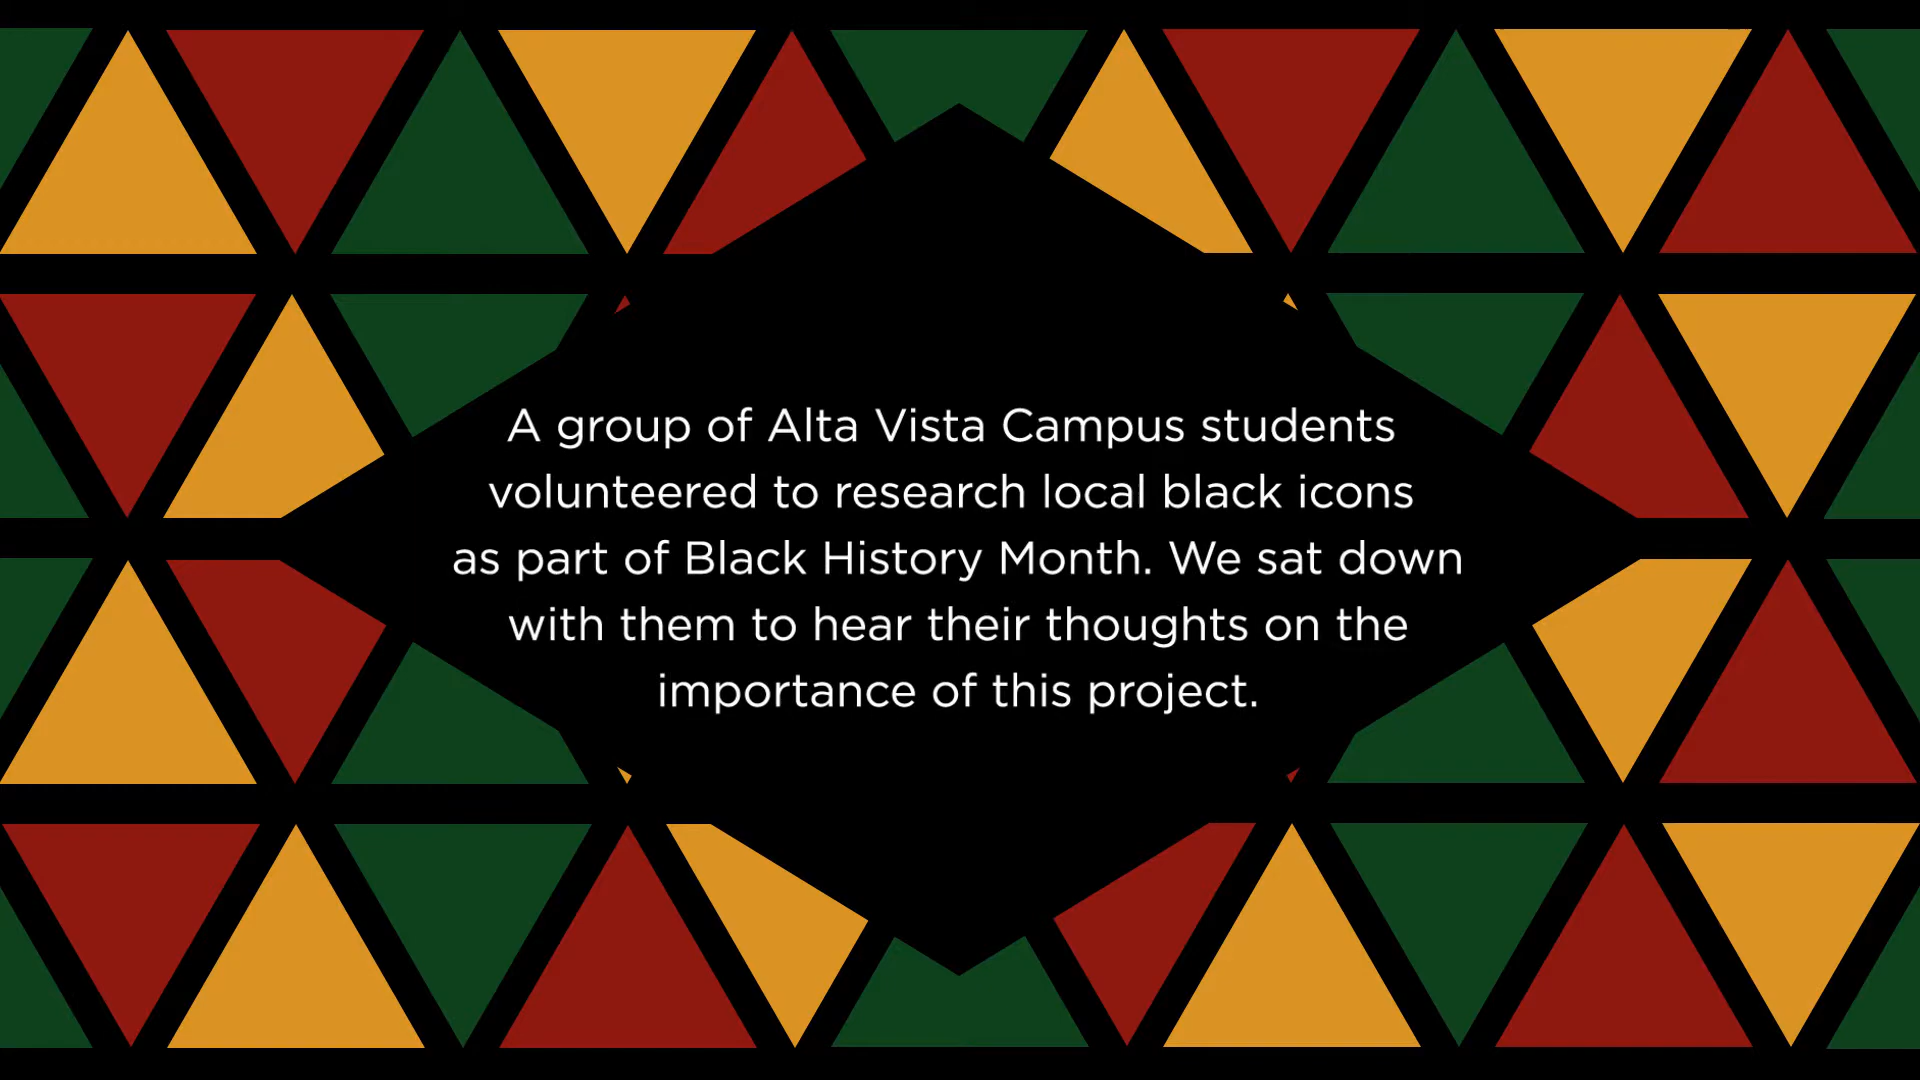 A group of Alta Vista Campus students
volunteered to research local black icons
as part of Black History Month. We sat down
with them to hear their thoughts on the
importance of this project.